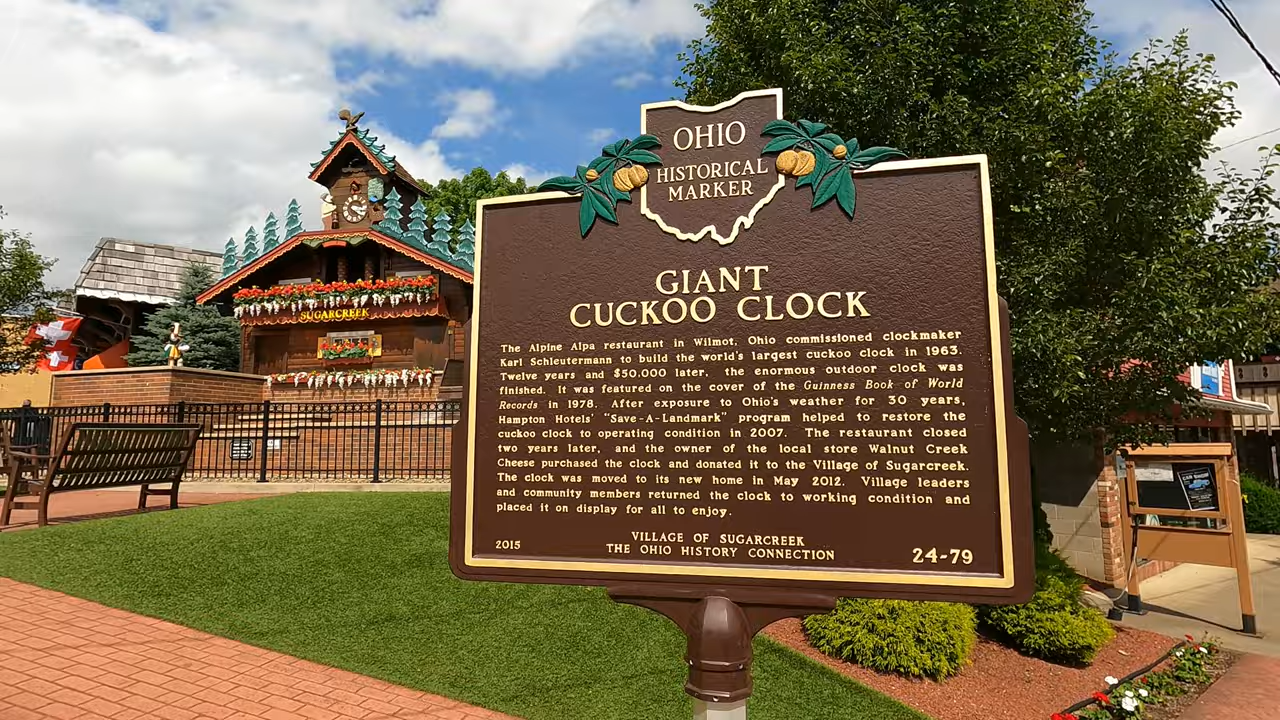 OHIO
HISTORICAL
MARKER
GIANT
CUCKOO CLOCK
The Alpine Alpa restaurant in Wilmot, Ohio commissioned clockmaker
Karl Schleutermann to build the world's largest cuckoo clock in 1963.
Twelve years and $50,000 later, the enormous outdoor clock was
finished. It was featured on the cover of the Guinness Book of World
Records in 1978. After exposure to Ohio's weather for 30 years,
Hampton Hotels' "Save-A-Landmark" program helped to restore the
cuckoo clock to operating condition in 2007. The restaurant closed
two years later, and the owner of the local store Walnut Creek
Cheese purchased the clock and donated it to the Village of Sugarcreek.
The clock was moved to its new home in May 2012. Village leaders
and community members returned the clock to working condition and
placed it on display for all to enjoy.
VILLAGE OF SUGARCREEK
2015 THE OHIO HISTORY CONNECTION 24-79
SUGARCREEK